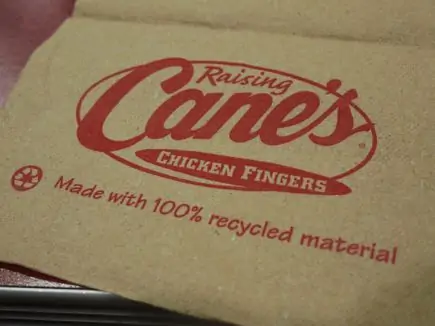 Raising
Cane's
CHICKEN FINGERS
Made with 100% recycled material